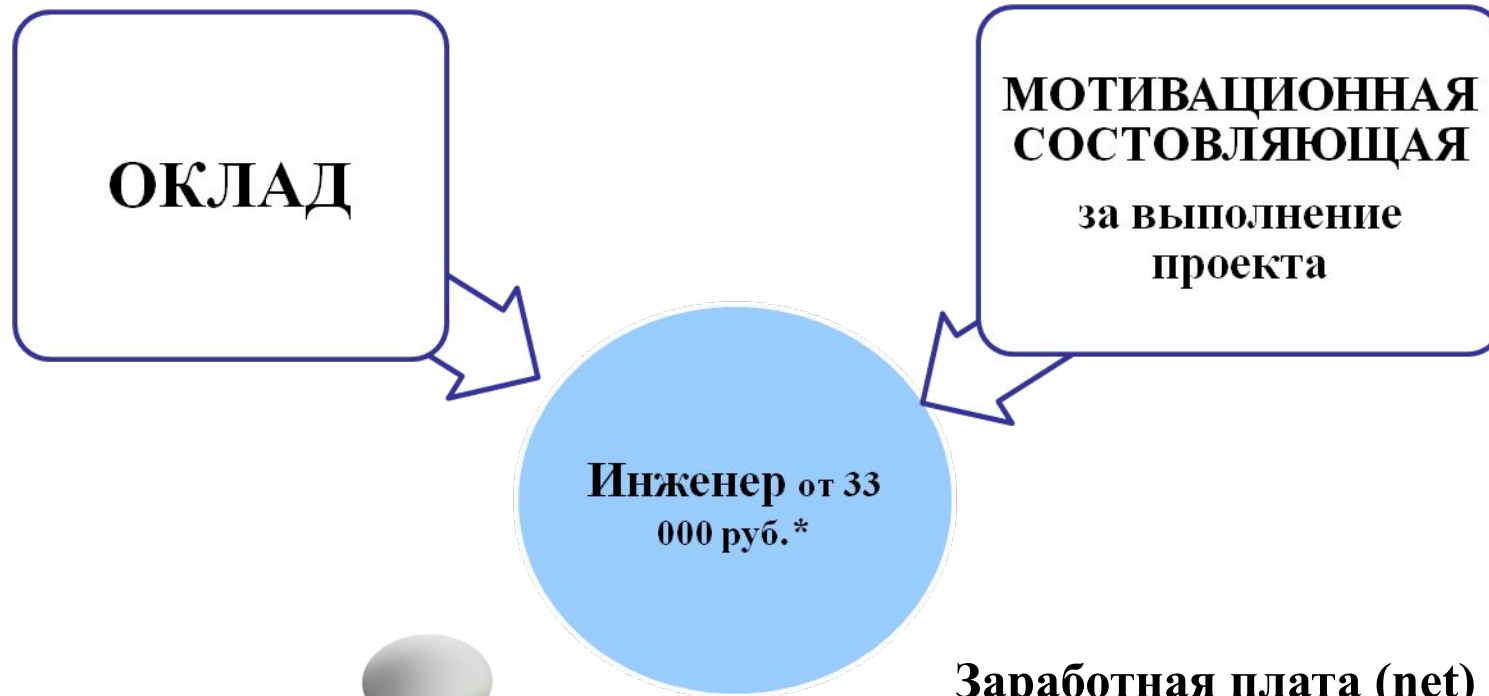 ОКЛАД
МОТИВАЦИОННАЯ
СОСТОВЛЯЮЩАЯ
за выполнение
проекта
Инженер от 33
000 руб.*
Заработная плата (net)